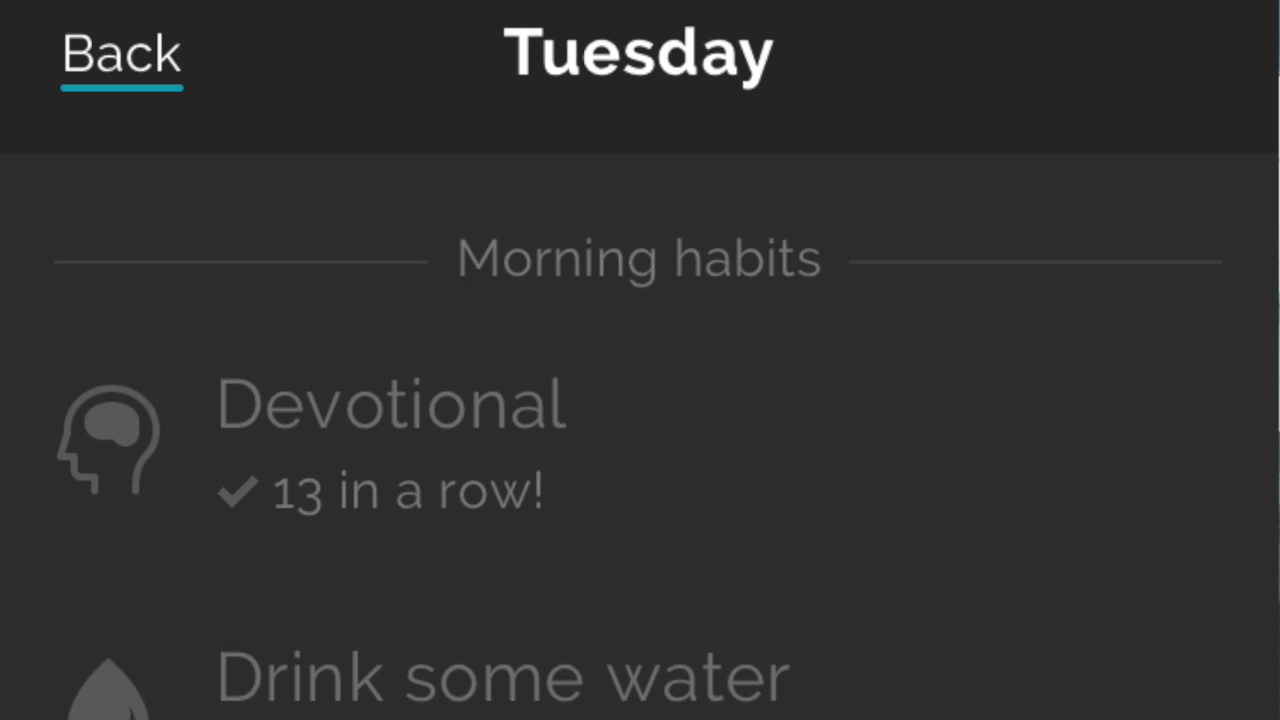 Back
Tuesday
Morning habits
Devotional
13 in a row!
Drink some water